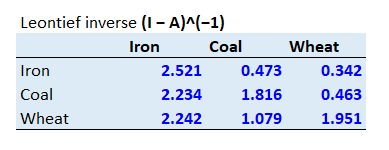 Leontief inverse (I – A)^(–1)
Iron Coal Wheat
Iron 2.521 0.473 0.342
Coal 2.234 1.816 0.463
Wheat 2.242 1.079 1.951